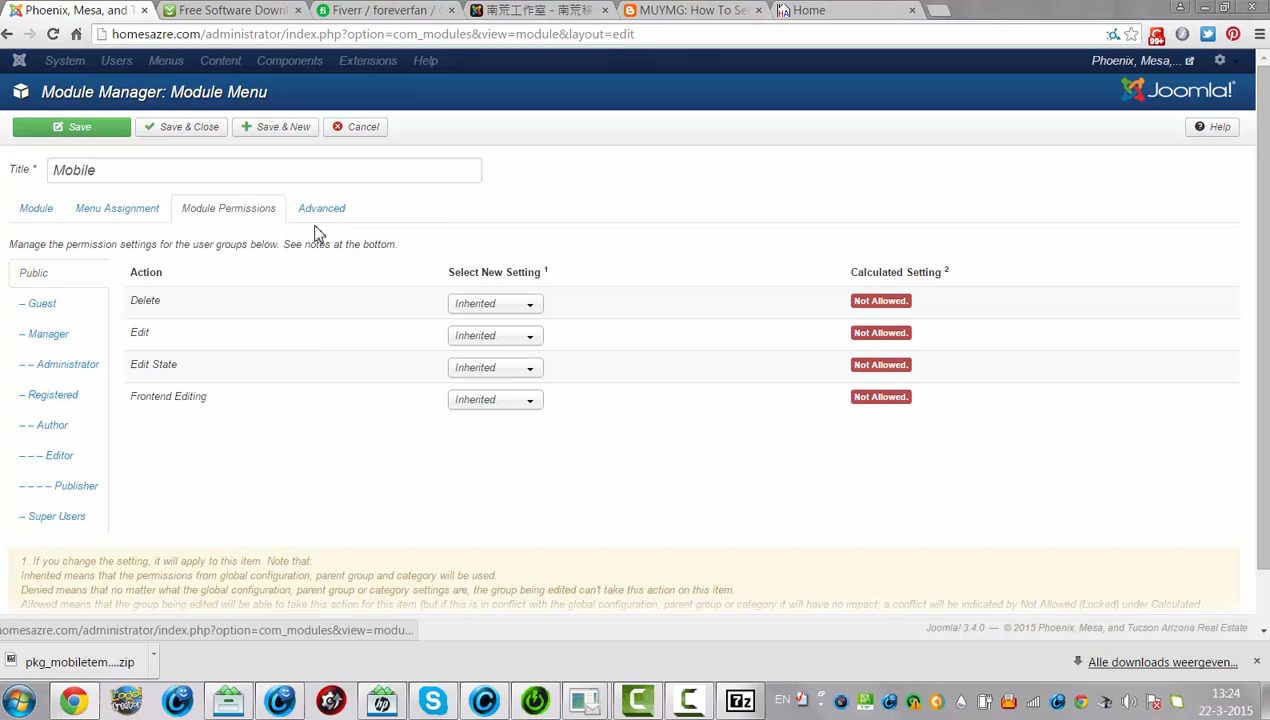 Phoenix, Mesa, and T
Free Software Down
Fiverr / foreverfan / 
南荒工作室 - 南荒移
MUYMG: How To Se
HA Home
homesazre.com/administrator/index.php?option=com_modules&view=module&layout=edit
99+
System Users Menus Content Components Extensions Help
Phoenix, Mesa,...
Module Manager: Module Menu
Joomla!
Save
Save & Close
Save & New
Cancel
Help
Title *
Mobile
Module
Menu Assignment
Module Permissions
Advanced
Manage the permission settings for the user groups below. See notes at the bottom.
Public
Action
Select New Setting 1
Calculated Setting 2
Delete
Inherited
Not Allowed.
– Guest
Edit
Inherited
Not Allowed.
– Manager
Edit State
Inherited
Not Allowed.
– – Administrator
Frontend Editing
Inherited
Not Allowed.
– Registered
– – Author
– – – Editor
– – – – Publisher
– Super Users
1. If you change the setting, it will apply to this item. Note that:
Inherited means that the permissions from global configuration, parent group and category will be used.
Denied means that no matter what the global configuration, parent group or category settings are, the group being edited can't take this action on this item.
Allowed means that the group being edited will be able to take this action for this item (but if this is in conflict with the global configuration, parent group or category it will have no impact; a conflict will be indicated by Not Allowed (Locked) under Calculated
homesazre.com/administrator/index.php?option=com_modules&view=modu...
Joomla! 3.4.0 — © 2015 Phoenix, Mesa, and Tucson Arizona Real Estate
pkg_mobiletem....zip
Alle downloads weergeven...
hp
7z
EN
13:24
22-3-2015